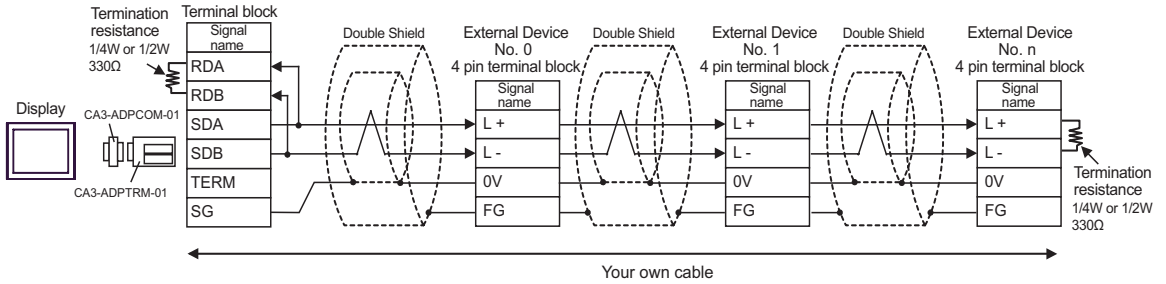 Termination
resistance
1/4W or 1/2W
330Ω
Display
CA3-ADPCOM-01
CA3-ADPTRM-01
Terminal block
Signal
name
RDA
RDB
SDA
SDB
TERM
SG
Double Shield
External Device
No. 0
4 pin terminal block
Signal
name
L +
L -
0V
FG
Double Shield
External Device
No. 1
4 pin terminal block
Signal
name
L +
L -
0V
FG
Double Shield
External Device
No. n
4 pin terminal block
Signal
name
L +
L -
0V
FG
Termination
resistance
1/4W or 1/2W
330Ω
Your own cable